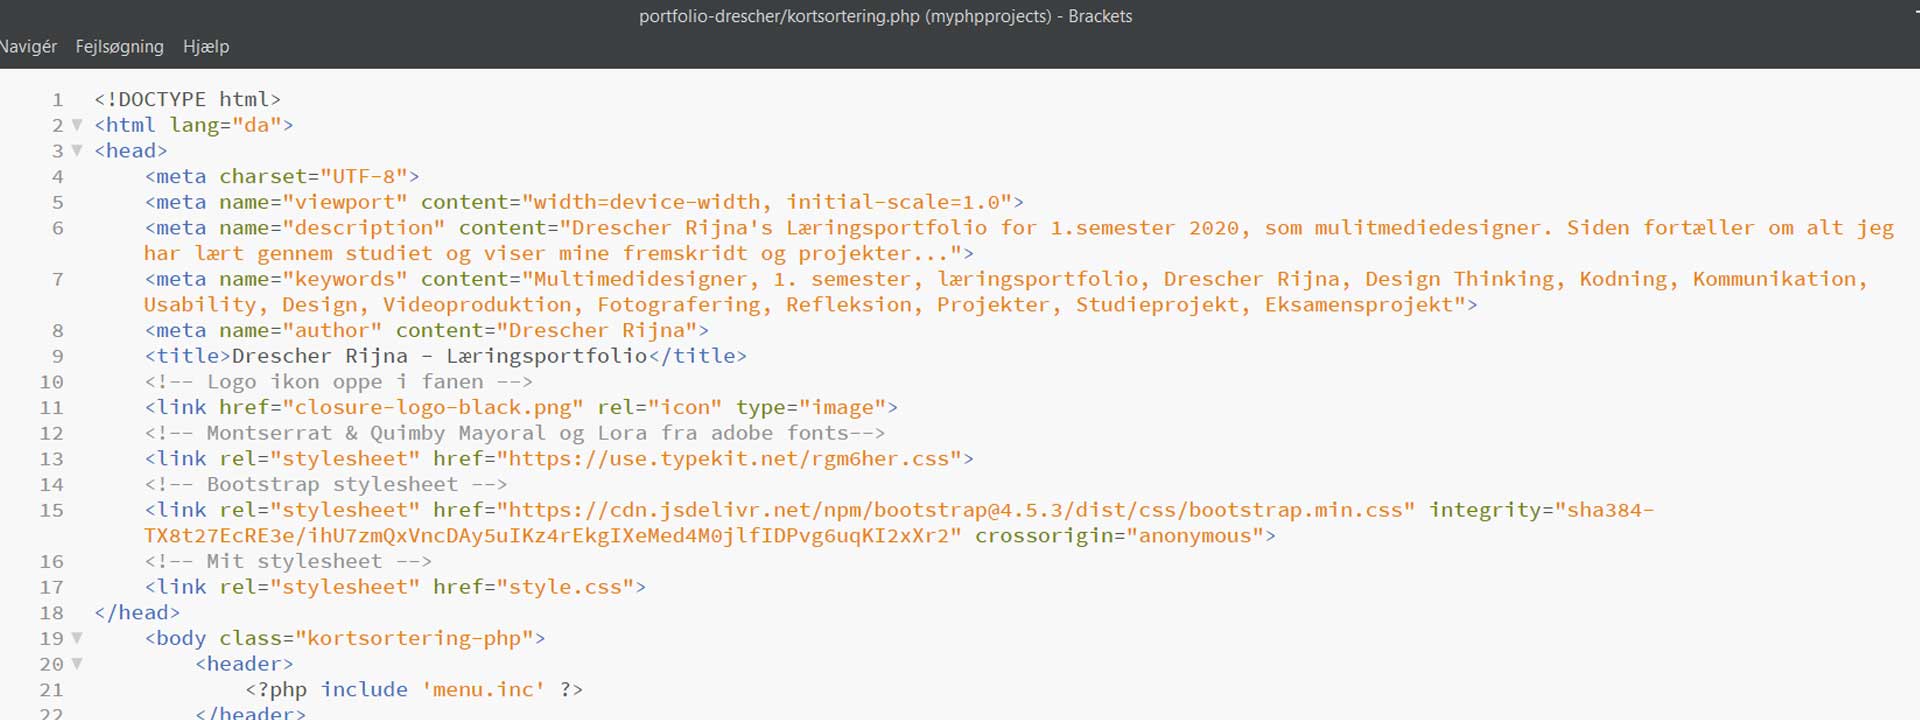 portfolio-drescher/kortsortering.php (myphpprojects) - Brackets
Navigér Fejlsøgning Hjælp
1 <!DOCTYPE html>
2 <html lang="da">
3 <head>
4 <meta charset="UTF-8">
5 <meta name="viewport" content="width=device-width, initial-scale=1.0">
6 <meta name="description" content="Drescher Rijna's Læringsportfolio for 1.semester 2020, som mulitmediedesigner. Siden fortæller om alt jeg
har lært gennem studiet og viser mine fremskridt og projekter...">
7 <meta name="keywords" content="Multimedidesigner, 1. semester, læringsportfolio, Drescher Rijna, Design Thinking, Kodning, Kommunikation,
Usability, Design, Videoproduktion, Fotografering, Refleksion, Projekter, Studieprojekt, Eksamensprojekt">
8 <meta name="author" content="Drescher Rijna">
9 <title>Drescher Rijna - Læringsportfolio</title>
10 <!-- Logo ikon oppe i fanen -->
11 <link href="closure-logo-black.png" rel="icon" type="image">
12 <!-- Montserrat & Quimby Mayoral og Lora fra adobe fonts-->
13 <link rel="stylesheet" href="https://use.typekit.net/rgm6her.css">
14 <!-- Bootstrap stylesheet -->
15 <link rel="stylesheet" href="https://cdn.jsdelivr.net/npm/bootstrap@4.5.3/dist/css/bootstrap.min.css" integrity="sha384-
TX8t27EcRE3e/ihU7zmQxVncDAy5uIKz4rEkgIXeMed4M0jlfIDPvg6uqKI2xXr2" crossorigin="anonymous">
16 <!-- Mit stylesheet -->
17 <link rel="stylesheet" href="style.css">
18 </head>
19 <body class="kortsortering-php">
20 <header>
21 <?php include 'menu.inc' ?>
22 </header>